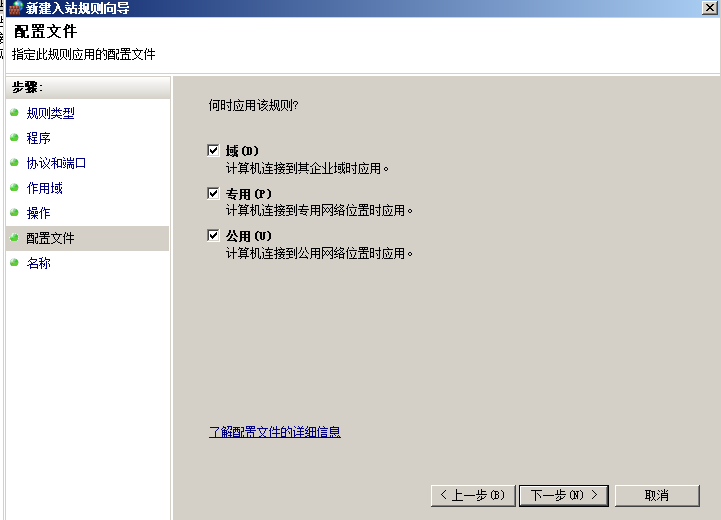 新建入站规则向导
配置文件
指定此规则应用的配置文件
步骤:
规则类型
程序
协议和端口
作用域
操作
配置文件
名称
何时应用该规则?
域(D)
计算机连接到其企业域时应用。
专用(P)
计算机连接到专用网络位置时应用。
公用(U)
计算机连接到公用网络位置时应用。
了解配置文件的详细信息
< 上一步(B)
下一步(N) >
取消